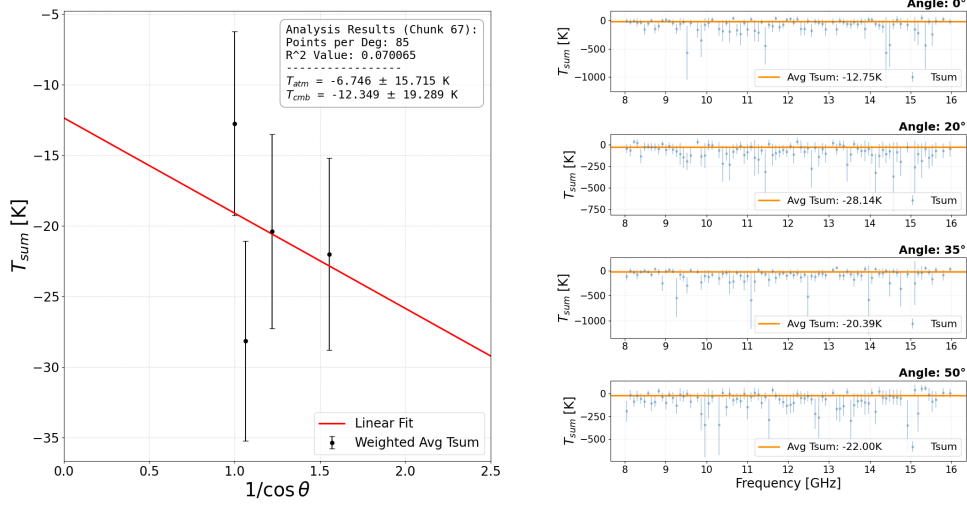 Analysis Results (Chunk 67):
Points per Deg: 85
R^2 Value: 0.070065
-----------------
T_atm = -6.746 ± 15.715 K
T_cmb = -12.349 ± 19.289 K
−5
−10
−15
−20
−25
−30
−35
T_sum [K]
0.0 0.5 1.0 1.5 2.0 2.5
1/cos θ
Linear Fit
Weighted Avg Tsum
Angle: 0°
0
−500
−1000
T_sum [K]
Avg Tsum: -12.75K Tsum
8 9 10 11 12 13 14 15 16
Angle: 20°
0
−250
−500
−750
T_sum [K]
Avg Tsum: -28.14K Tsum
8 9 10 11 12 13 14 15 16
Angle: 35°
0
−500
−1000
T_sum [K]
Avg Tsum: -20.39K Tsum
8 9 10 11 12 13 14 15 16
Angle: 50°
0
−250
−500
T_sum [K]
Avg Tsum: -22.00K Tsum
8 9 10 11 12 13 14 15 16
Frequency [GHz]